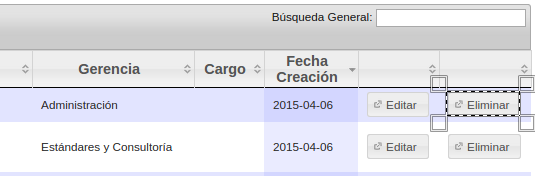 Búsqueda General:
Gerencia Cargo Fecha Creación
Administración 2015-04-06 Editar Eliminar
Estándares y Consultoría 2015-04-06 Editar Eliminar